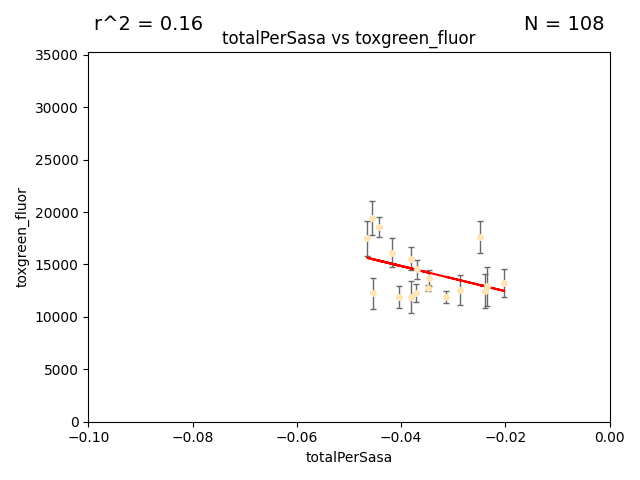 r^2 = 0.16
N = 108
totalPerSasa vs toxgreen_fluor
35000
30000
25000
20000
15000
10000
5000
0
toxgreen_fluor
−0.10
−0.08
−0.06
−0.04
−0.02
0.00
totalPerSasa